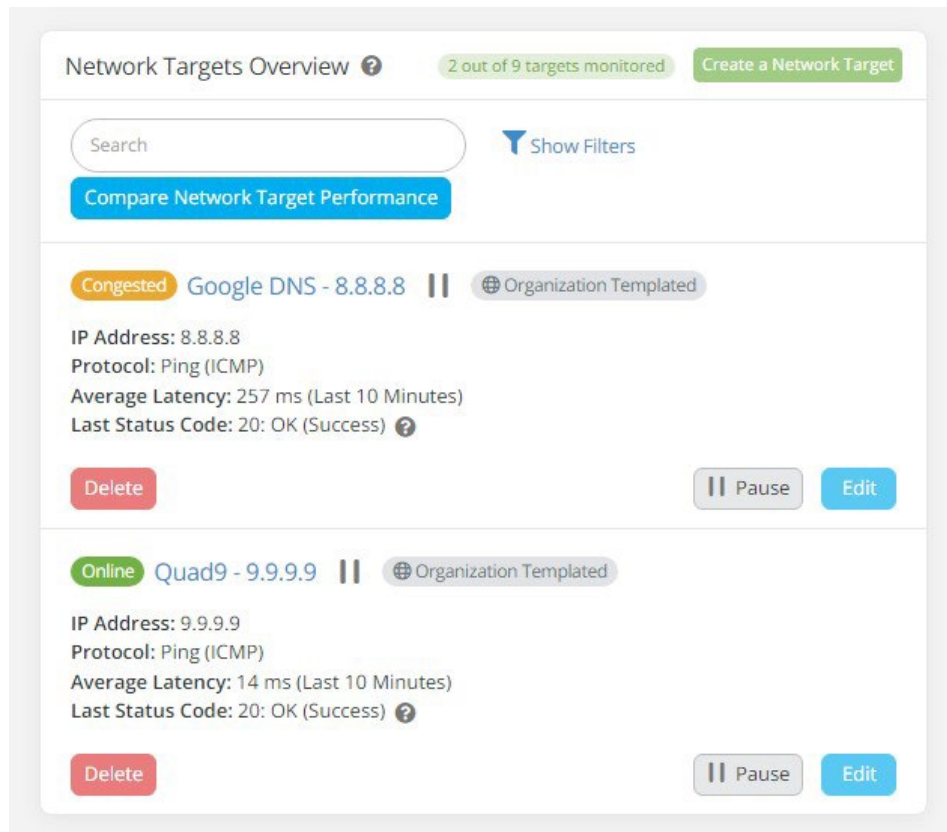 Network Targets Overview ? 2 out of 9 targets monitored Create a Network Target
Search Show Filters
Compare Network Target Performance
Congested Google DNS - 8.8.8.8 Organization Templated
IP Address: 8.8.8.8
Protocol: Ping (ICMP)
Average Latency: 257 ms (Last 10 Minutes)
Last Status Code: 20: OK (Success) ?
Delete Pause Edit
Online Quad9 - 9.9.9.9 Organization Templated
IP Address: 9.9.9.9
Protocol: Ping (ICMP)
Average Latency: 14 ms (Last 10 Minutes)
Last Status Code: 20: OK (Success) ?
Delete Pause Edit